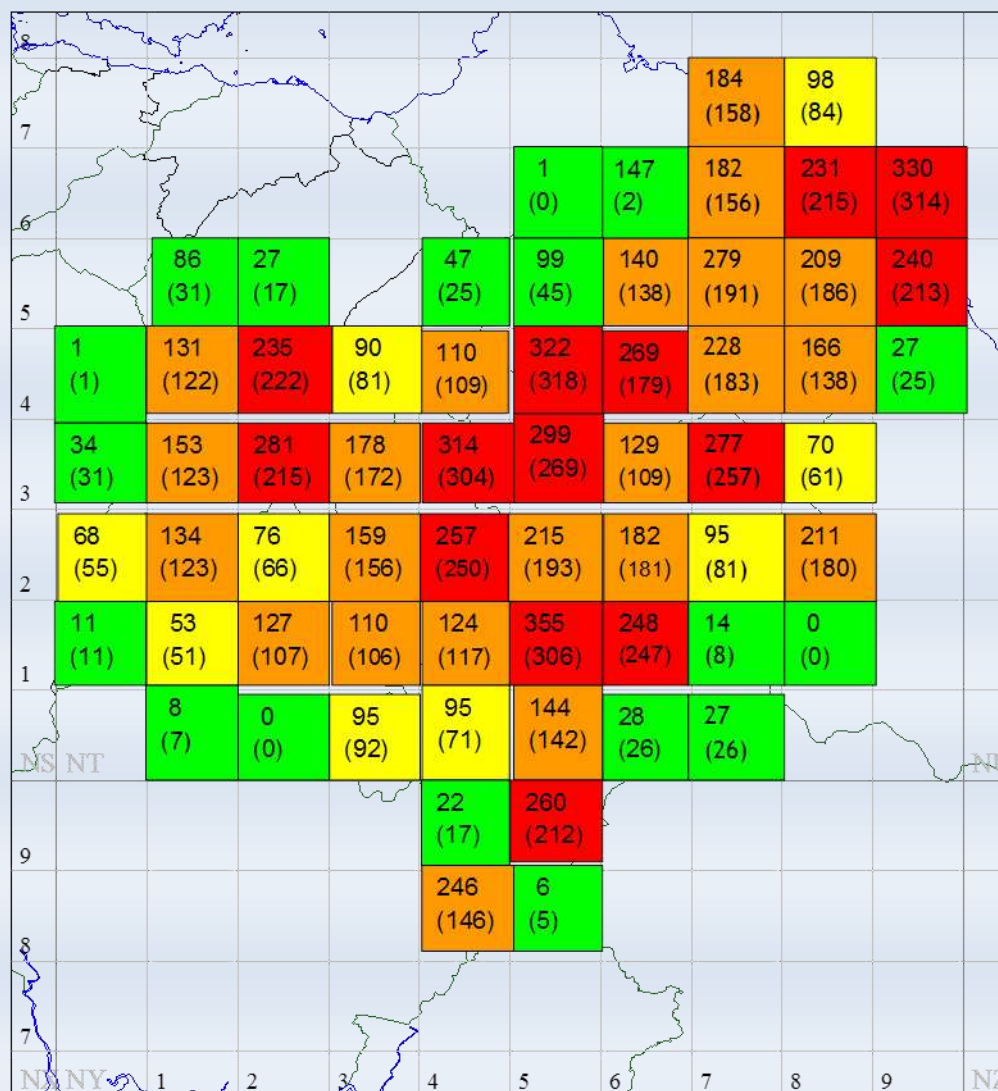 8
184 98
(158) (84)
7
1 147 182 231 330
(0) (2) (156) (215) (314)
6
86 27 47 99 140 279 209 240
(31) (17) (25) (45) (138) (191) (186) (213)
5
1 131 235 90 110 322 269 228 166 27
(1) (122) (222) (81) (109) (318) (179) (183) (138) (25)
4
34 153 281 178 314 299 129 277 70
(31) (123) (215) (172) (304) (269) (109) (257) (61)
3
68 134 76 159 257 215 182 95 211
(55) (123) (66) (156) (250) (193) (181) (81) (180)
2
11 53 127 110 124 355 248 14 0
(11) (51) (107) (106) (117) (306) (247) (8) (0)
1
8 0 95 95 144 28 27
(7) (0) (92) (71) (142) (26) (26)
NS NT
22 260
(17) (212)
9
246 6
(146) (5)
8
7
NY 1 2 3 4 5 6 7 8 9